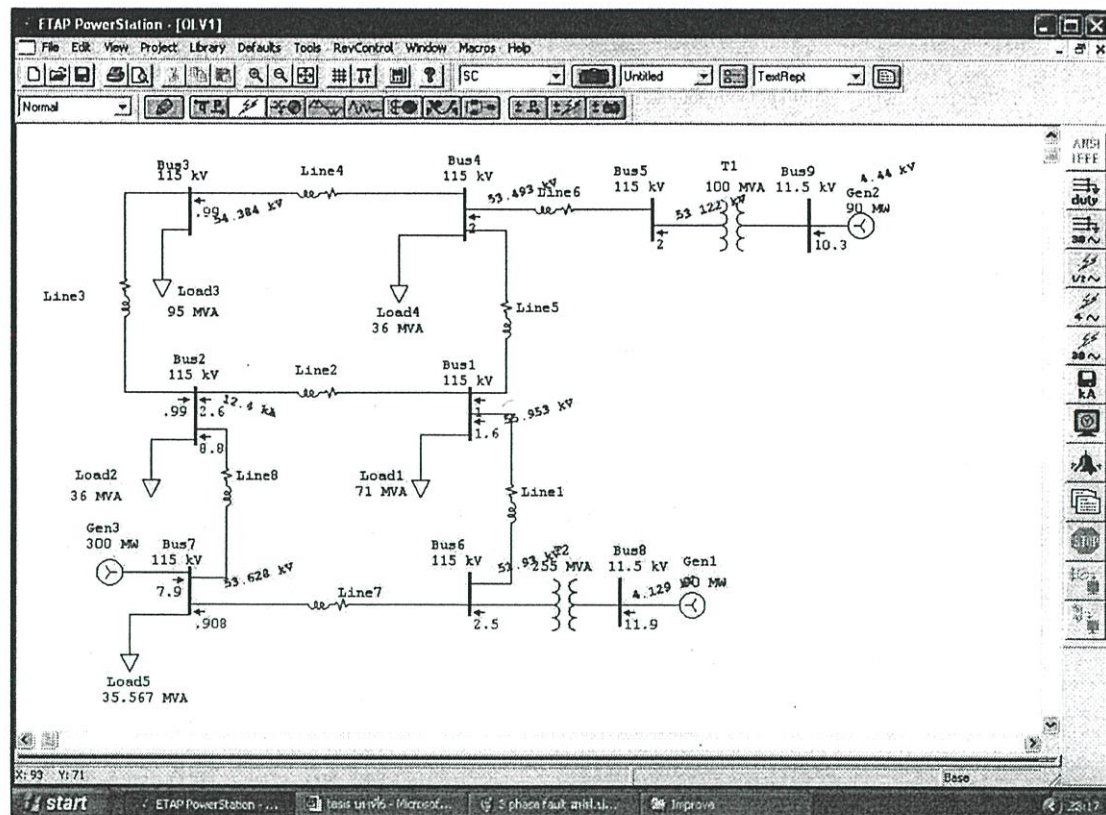 ETAP PowerStation - [OLV1]
File Edit View Project Library Defaults Tools RevControl Window Macros Help
SC Untitled TextRept
Normal
ANSI
IEEE
duty
30~
1/2~
4~
30~
kA
STOP
Bus3
115 kV
.99
54.384 kV
Line4
Bus4
115 kV
2
53.493 kV
Line6
Bus5
115 kV
2
53.122 kV
T1
100 MVA
Bus9
11.5 kV
10.3
4.44 kV
Gen2
90 MW
Load3
95 MVA
Line3
Load4
36 MVA
Line5
Bus2
115 kV
.99
2.6
12.4 kA
8.8
Line2
Bus1
115 kV
1
1.6
Load2
36 MVA
Line8
Load1
71 MVA
Line1
Gen3
300 MW
Bus7
115 kV
7.9
.908
53.628 kV
Line7
Bus6
115 kV
2.5
T2
255 MVA
Bus8
11.5 kV
11.9
Gen1
Load5
35.567 MVA
X: 93 Y: 71
Base
start
ETAP PowerStation - ...
Improve
23:17